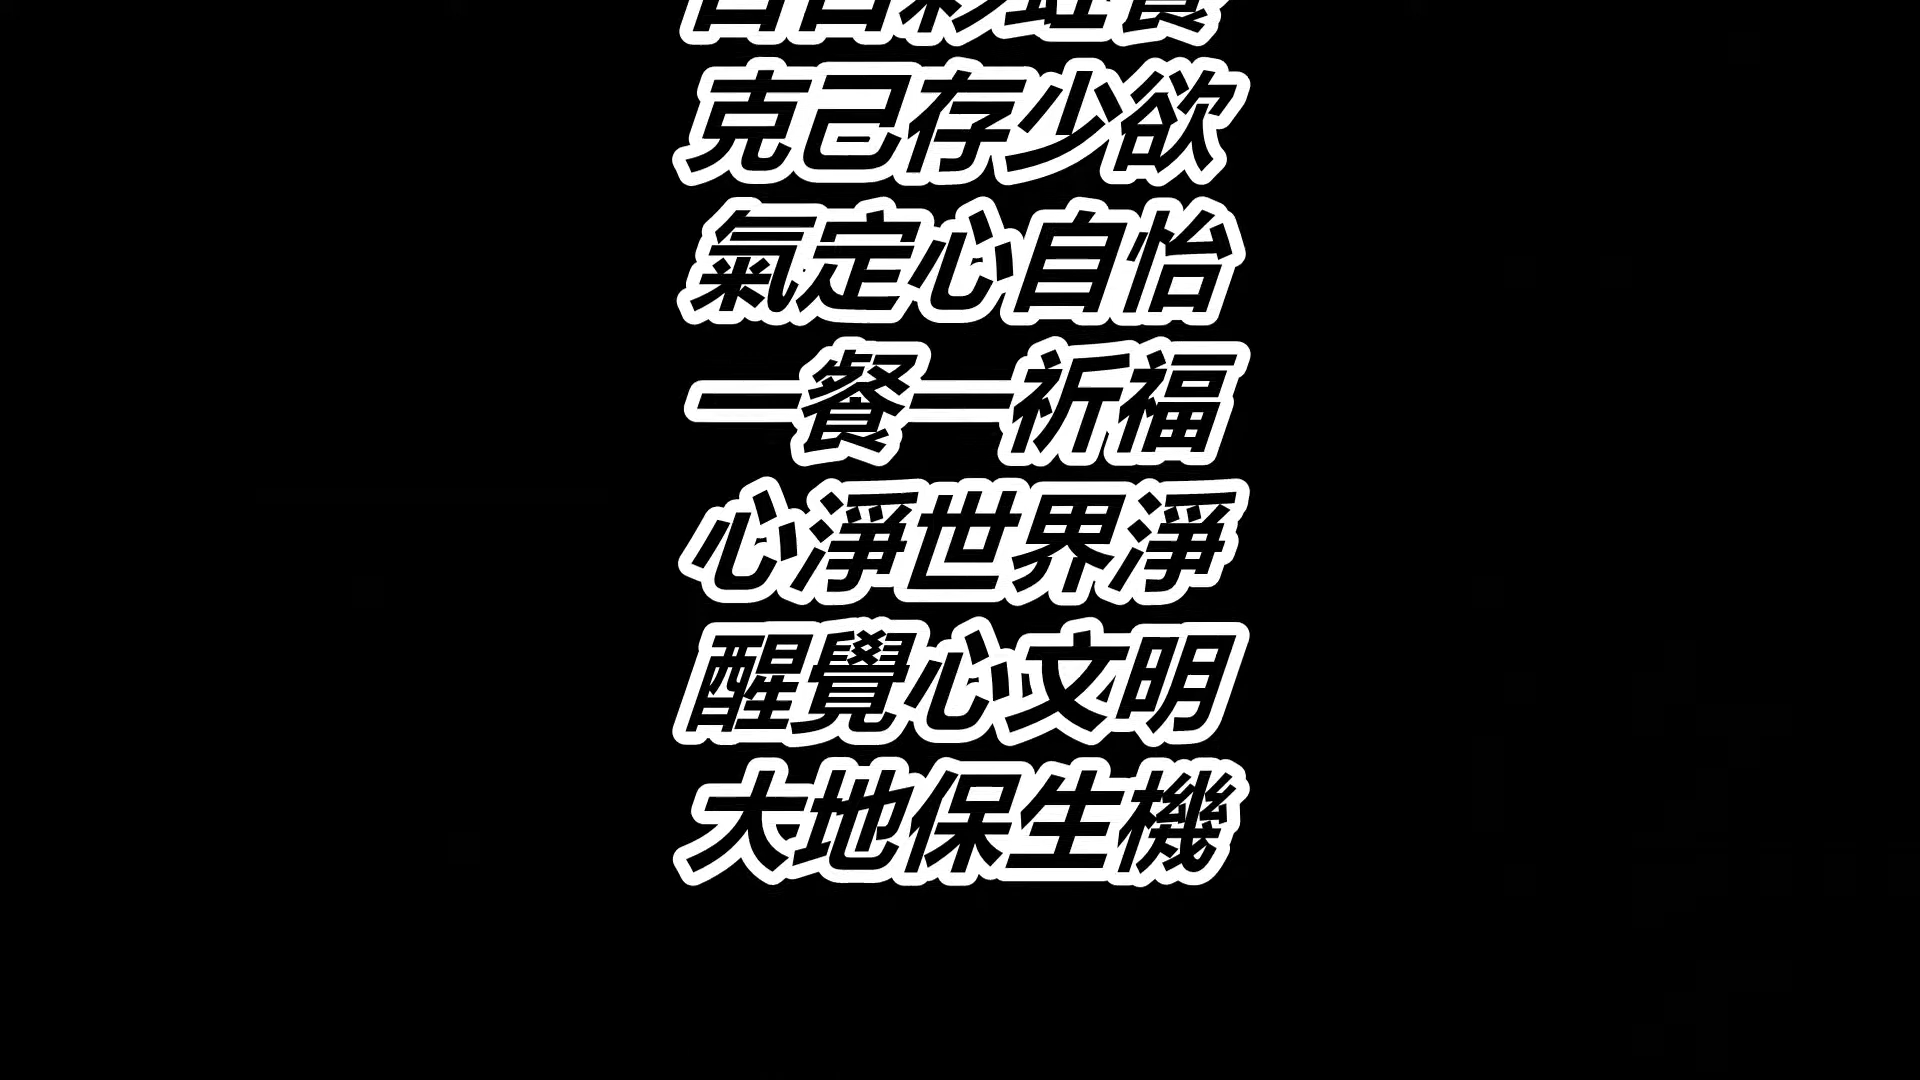 克己存少欲
氣定心自怡
一餐一祈福
心淨世界淨
醒覺心文明
大地保生機